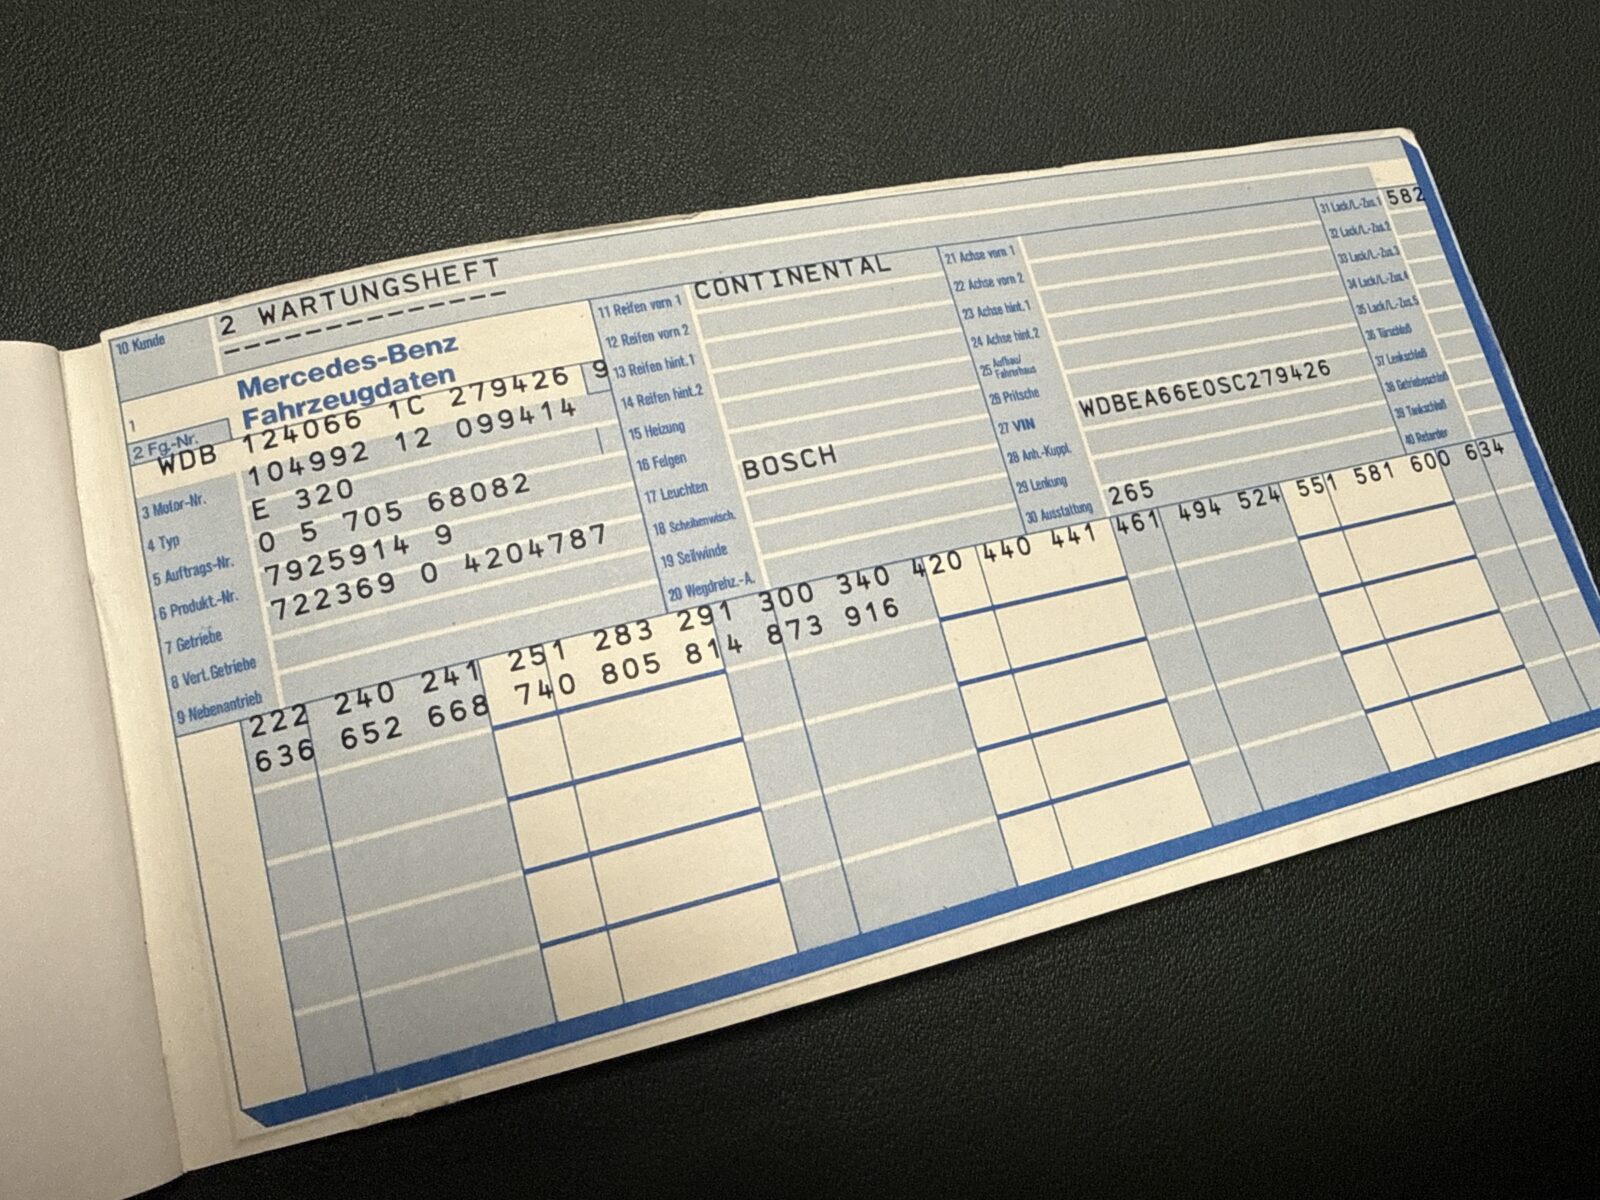 10 Kunde
2 WARTUNGSHEFT
--------------
1
Mercedes-Benz
Fahrzeugdaten
2 Fg.-Nr.
WDB 124066 1C 279426 9
3 Motor-Nr. 104992 12 099414
4 Typ E 320
5 Auftrags-Nr. 0 5 705 68082
6 Produkt.-Nr. 7925914 9
7 Getriebe 722369 0 4204787
8 Vert.Getriebe
9 Nebenantrieb
11 Reifen vorn 1 CONTINENTAL
12 Reifen vorn 2
13 Reifen hint.1
14 Reifen hint.2
15 Heizung
16 Felgen
17 Leuchten BOSCH
18 Scheibenwisch.
19 Seilwinde
20 Wegdrehz.-A.
21 Achse vorn 1
22 Achse vorn 2
23 Achse hint.1
24 Achse hint.2
25 Aufbau/
Fahrerhaus
26 Pritsche
27 VIN WDBEA66E0SC279426
28 Anh.-Kuppl.
29 Lenkung
30 Ausstattung 265
31 Lack/L.-Zus.1 582
32 Lack/L.-Zus.2
33 Lack/L.-Zus.3
34 Lack/L.-Zus.4
35 Lack/L.-Zus.5
36 Türschloß
37 Lenkschloß
38 Getriebeschloß
39 Tankschloß
40 Retarder
222 240 241 251 283 291 300 340 420 440 441 461 494 524 551 581 600 634
636 652 668 740 805 814 873 916